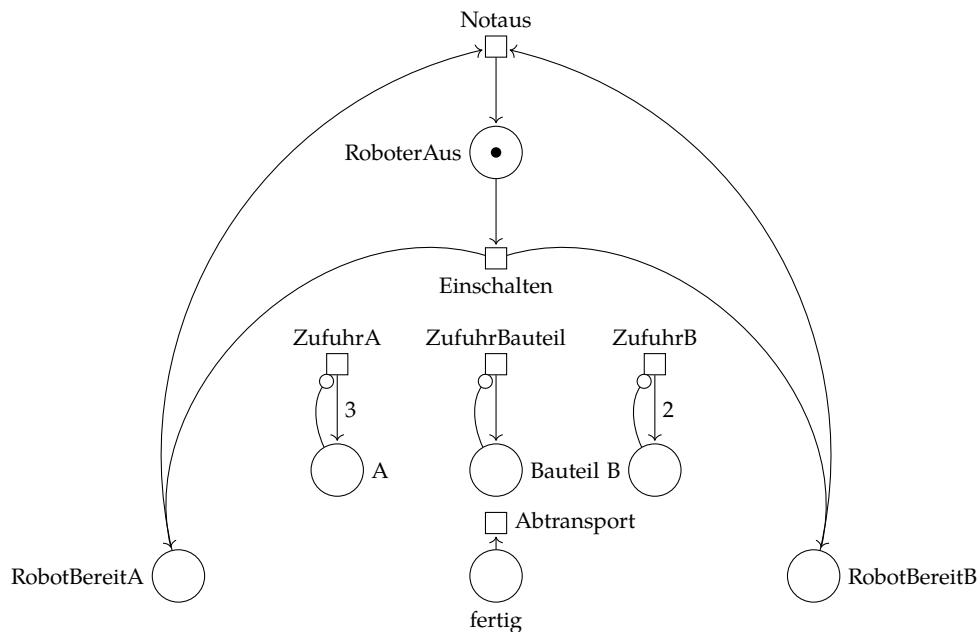 Notaus
RoboterAus
Einschalten
ZufuhrA ZufuhrBauteil ZufuhrB
3 2
A Bauteil B
Abtransport
RobotBereitA RobotBereitB
fertig